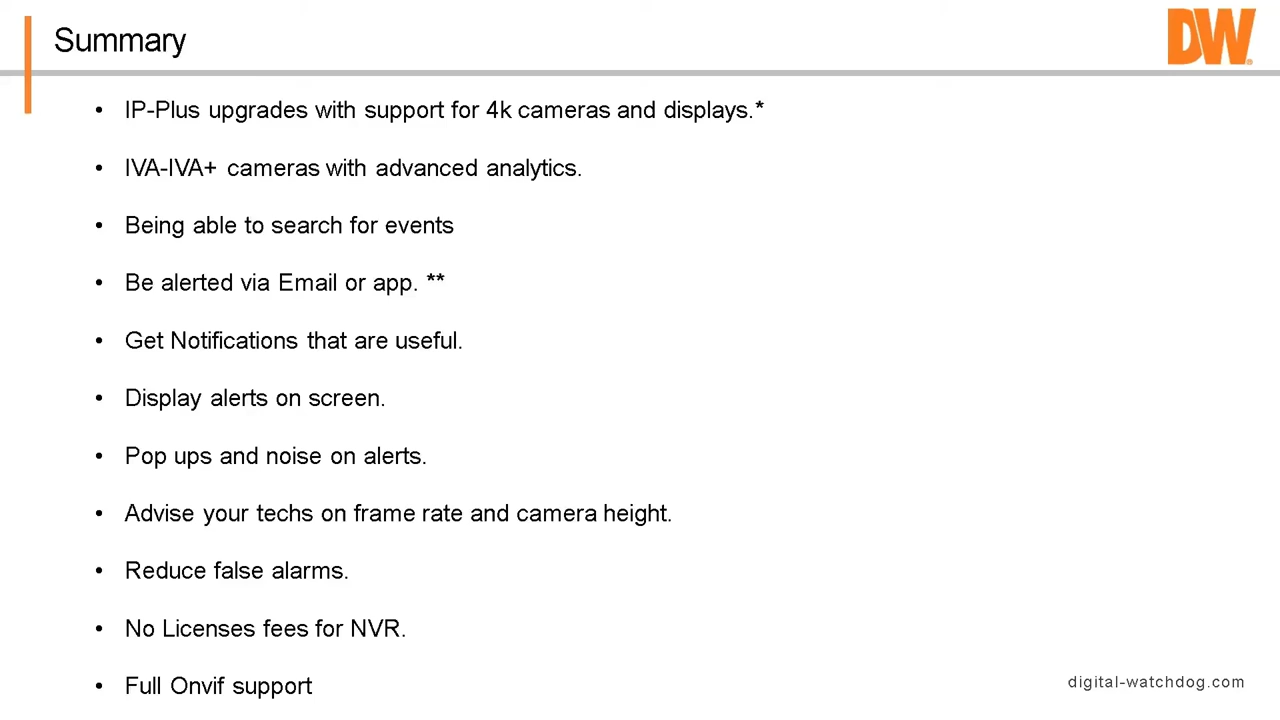 Summary
DW
• IP-Plus upgrades with support for 4k cameras and displays.*
• IVA-IVA+ cameras with advanced analytics.
• Being able to search for events
• Be alerted via Email or app. **
• Get Notifications that are useful.
• Display alerts on screen.
• Pop ups and noise on alerts.
• Advise your techs on frame rate and camera height.
• Reduce false alarms.
• No Licenses fees for NVR.
• Full Onvif support
digital-watchdog.com